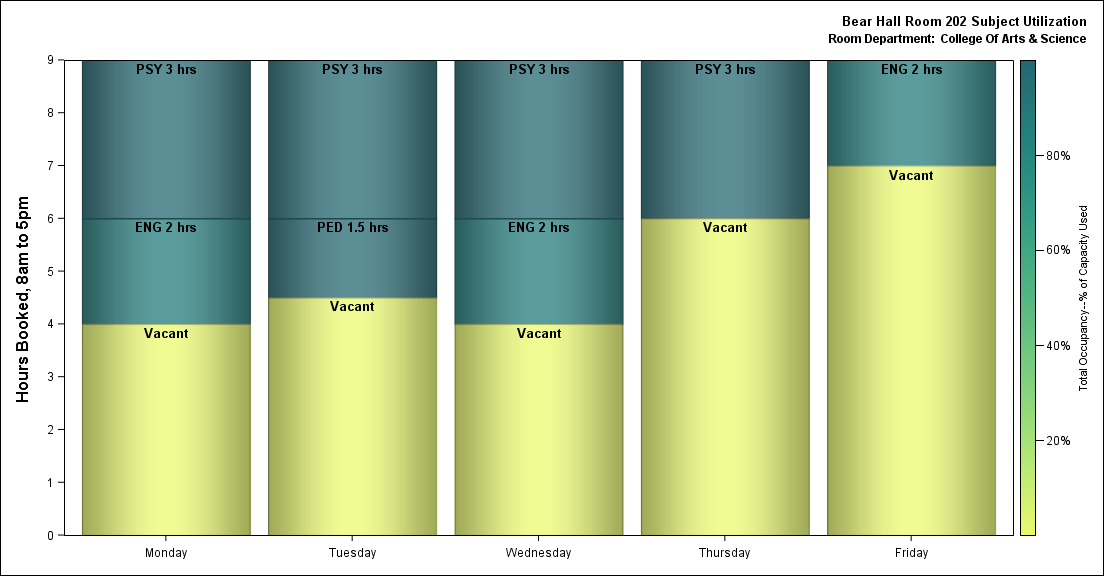 Bear Hall Room 202 Subject Utilization
Room Department: College Of Arts & Science
Hours Booked, 8am to 5pm
9
8
7
6
5
4
3
2
1
0
PSY 3 hrs
ENG 2 hrs
Vacant
PSY 3 hrs
PED 1.5 hrs
Vacant
PSY 3 hrs
ENG 2 hrs
Vacant
PSY 3 hrs
Vacant
ENG 2 hrs
Vacant
Monday
Tuesday
Wednesday
Thursday
Friday
80%
60%
40%
20%
Total Occupancy--% of Capacity Used